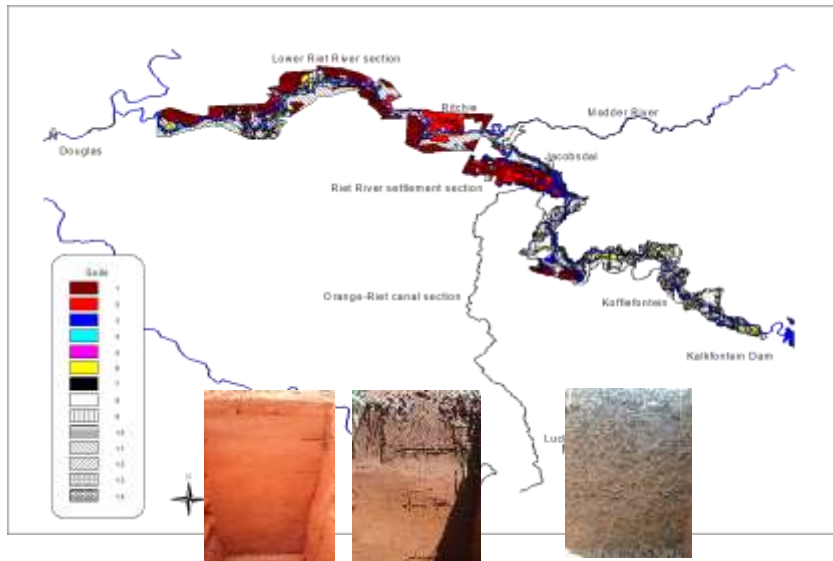 Lower Riet River section
Ritchie
Modder River
Douglas
Jacobsdal
Riet River settlement section
Orange-Riet canal section
Koffiefontein
Kalkfontein Dam
Soils
1
2
3
4
5
6
7
8
9
10
11
12
13
14